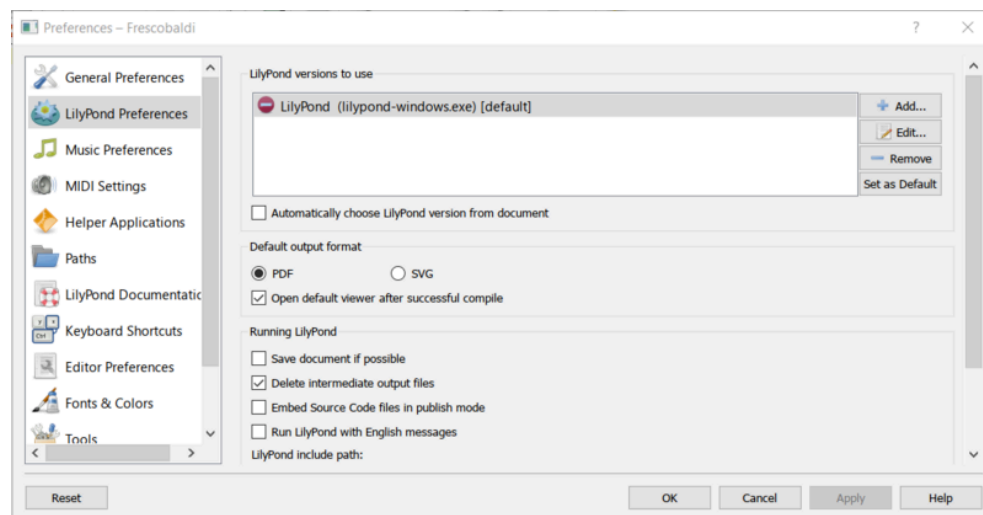 Preferences – Frescobaldi
?
General Preferences
LilyPond Preferences
Music Preferences
MIDI Settings
Helper Applications
Paths
LilyPond Documentatic
Keyboard Shortcuts
Ctrl
Editor Preferences
Fonts & Colors
Tools
LilyPond versions to use
LilyPond (lilypond-windows.exe) [default]
Add...
Edit...
Remove
Set as Default
Automatically choose LilyPond version from document
Default output format
PDF SVG
Open default viewer after successful compile
Running LilyPond
Save document if possible
Delete intermediate output files
Embed Source Code files in publish mode
Run LilyPond with English messages
LilyPond include path:
Reset OK Cancel Apply Help